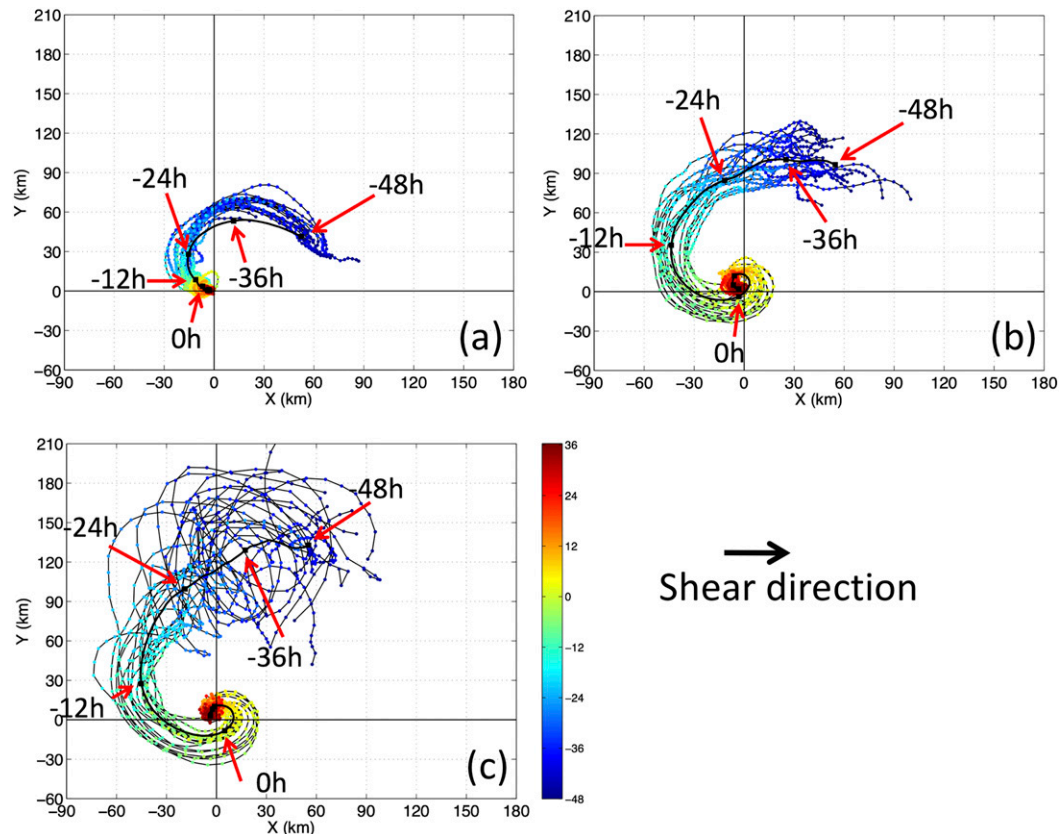 210
180
150
120
90
60
30
0
−30
−60
Y (km)
−90 −60 −30 0 30 60 90 120 150 180
X (km)
-24h
-48h
-12h
-36h
0h
(a)
210
180
150
120
90
60
30
0
−30
−60
Y (km)
−90 −60 −30 0 30 60 90 120 150 180
X (km)
-24h
-48h
-12h
-36h
0h
(b)
210
180
150
120
90
60
30
0
−30
−60
Y (km)
−90 −60 −30 0 30 60 90 120 150 180
X (km)
-48h
-24h
-36h
-12h
0h
(c)
36
24
12
0
−12
−24
−36
−48
Shear direction